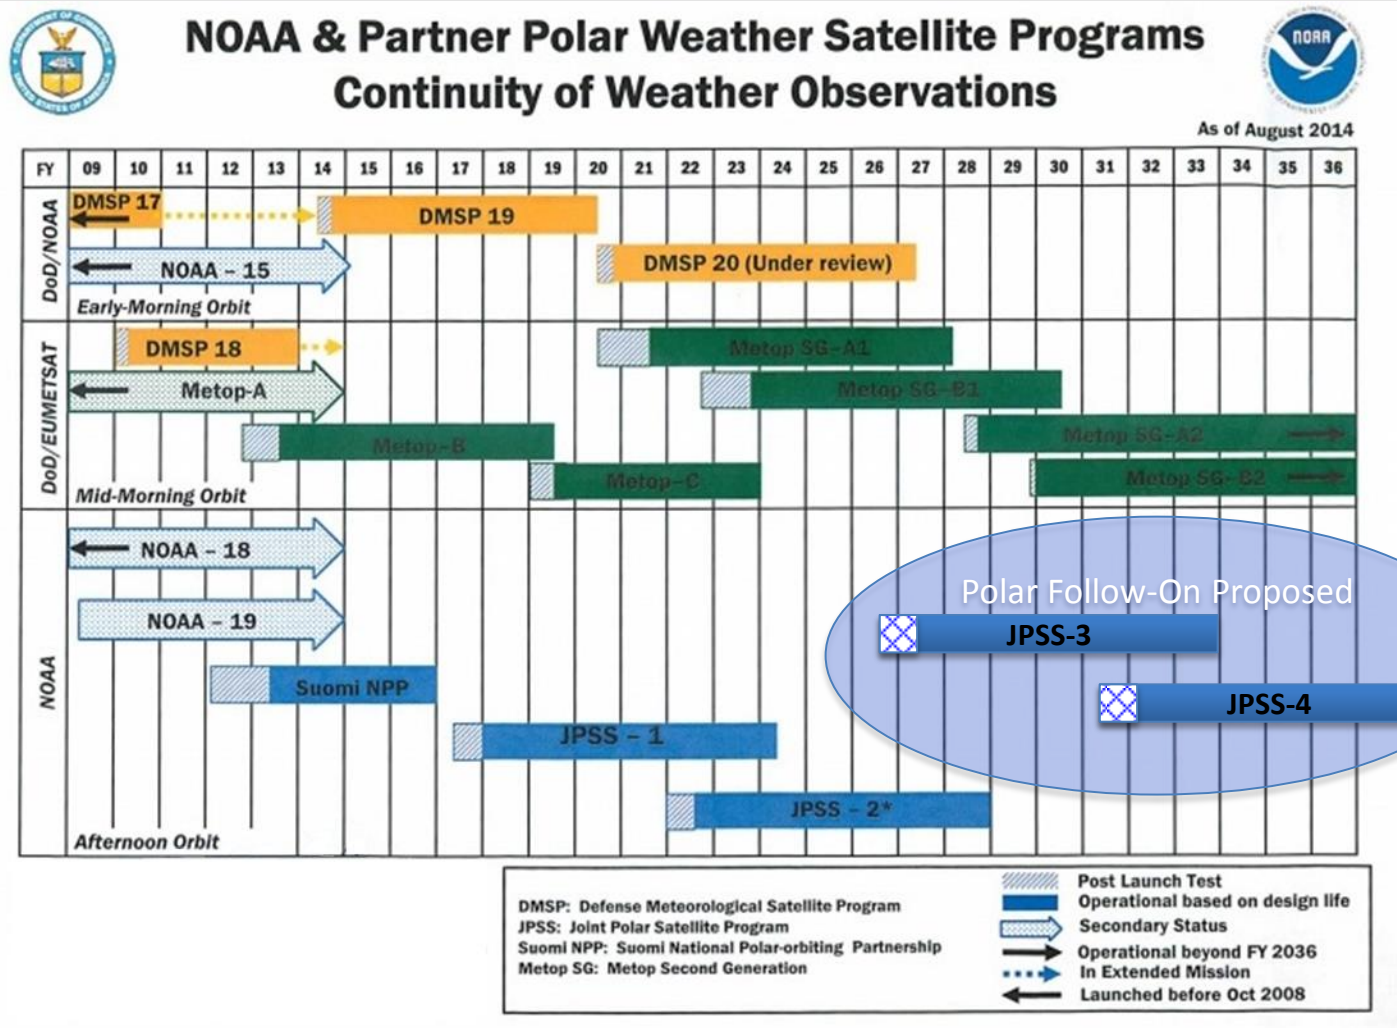 NOAA & Partner Polar Weather Satellite Programs
Continuity of Weather Observations
NOAA
As of August 2014
FY 09 10 11 12 13 14 15 16 17 18 19 20 21 22 23 24 25 26 27 28 29 30 31 32 33 34 35 36
DoD/NOAA
DMSP 17
DMSP 19
NOAA – 15
DMSP 20 (Under review)
Early-Morning Orbit
DoD/EUMETSAT
DMSP 18
Metop SG–A1
Metop-A
Metop SG–B1
Metop–B
Metop SG–A2
Metop–C
Metop SG- B2
Mid-Morning Orbit
NOAA
NOAA – 18
Polar Follow-On Proposed
NOAA – 19
JPSS-3
Suomi NPP
JPSS-4
JPSS – 1
JPSS – 2*
Afternoon Orbit
DMSP: Defense Meteorological Satellite Program
JPSS: Joint Polar Satellite Program
Suomi NPP: Suomi National Polar-orbiting Partnership
Metop SG: Metop Second Generation
Post Launch Test
Operational based on design life
Secondary Status
Operational beyond FY 2036
In Extended Mission
Launched before Oct 2008